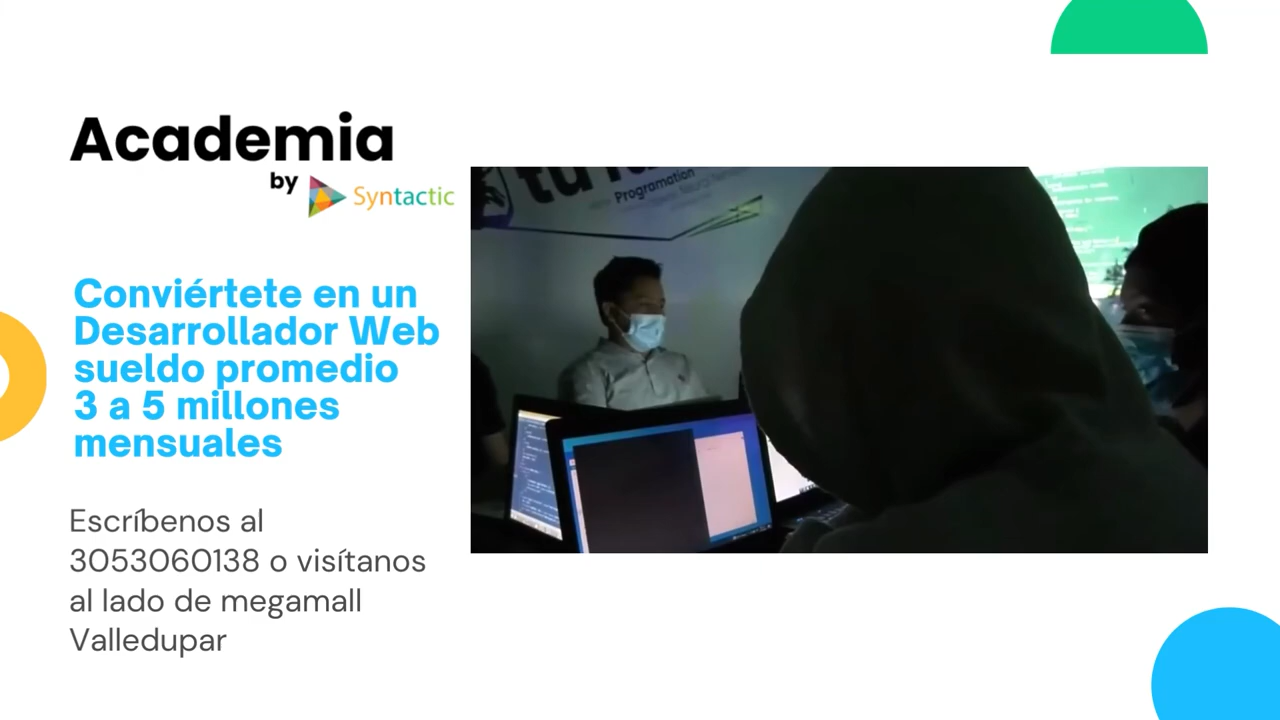 Academia
by Syntactic
Conviértete en un
Desarrollador Web
sueldo promedio
3 a 5 millones
mensuales
Escríbenos al
3053060138 o visítanos
al lado de megamall
Valledupar
tu
Programation